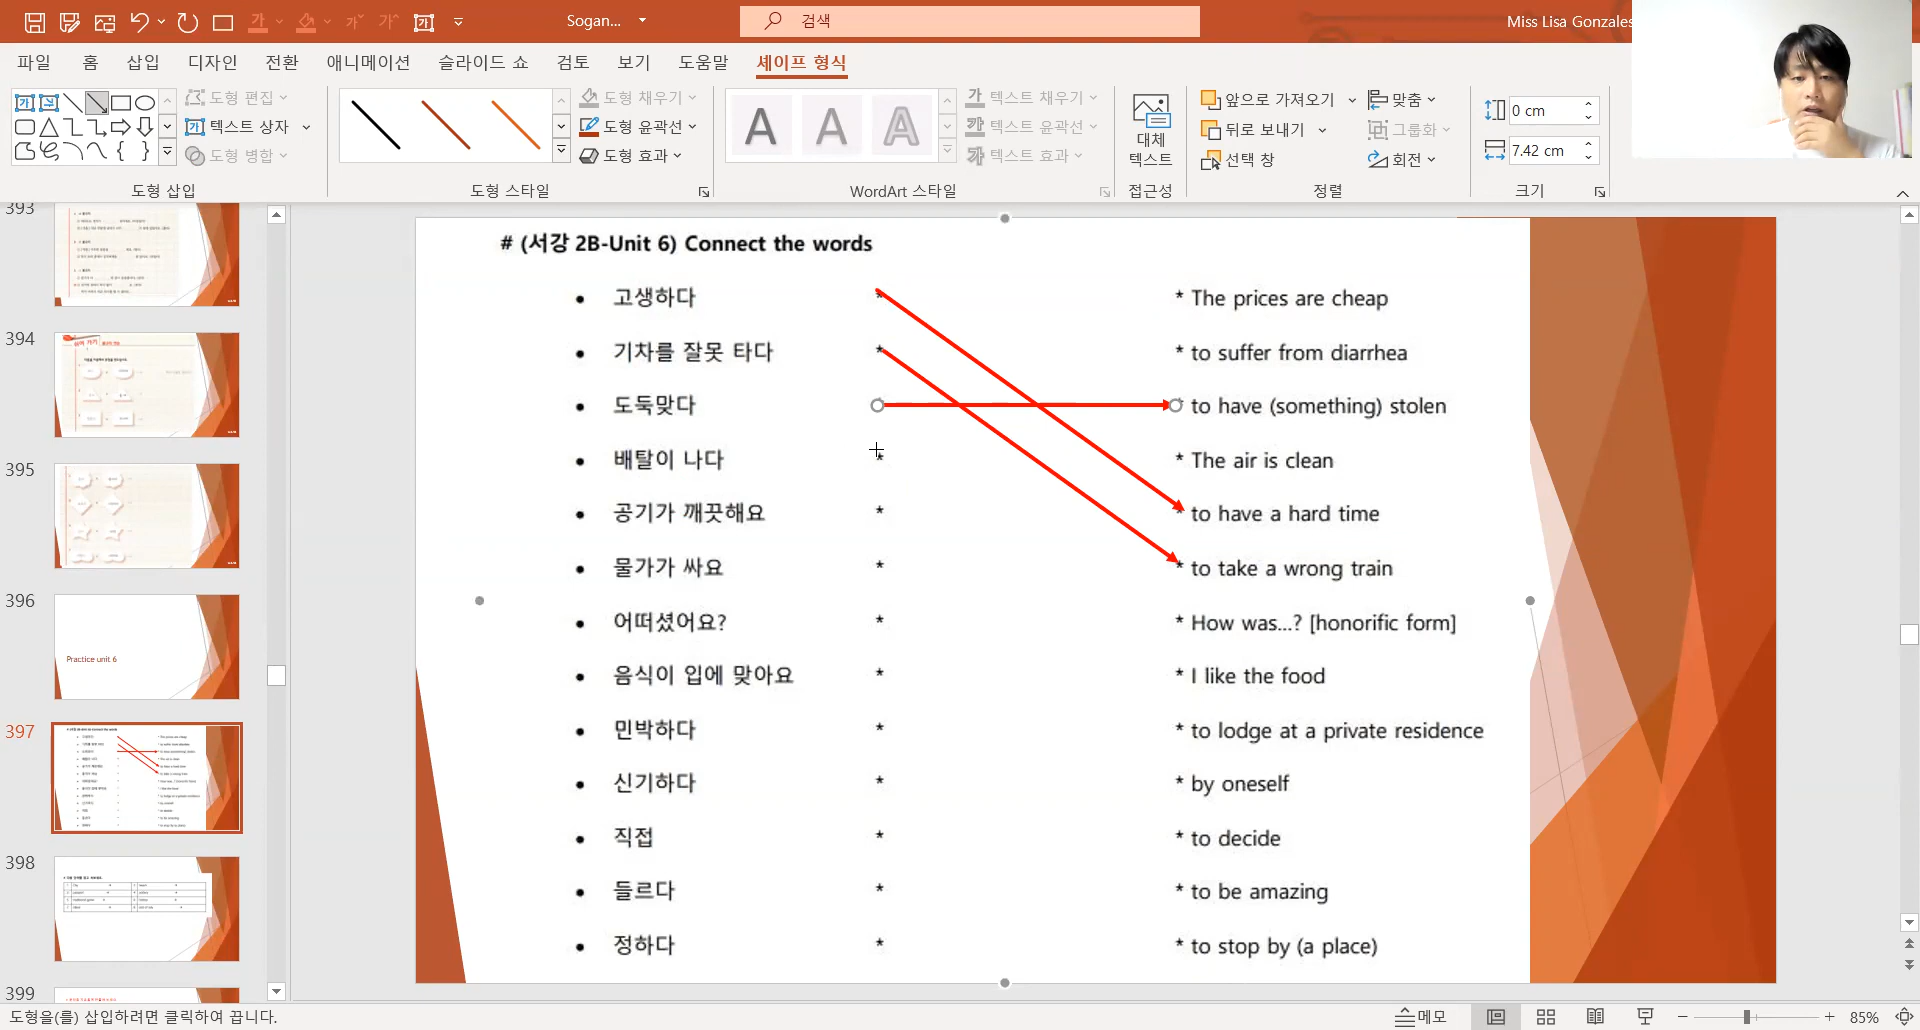 Sogan...
검색
Miss Lisa Gonzales
파일 홈 삽입 디자인 전환 애니메이션 슬라이드 쇼 검토 보기 도움말 셰이프 형식
도형 편집
텍스트 상자
도형 병합
도형 삽입
도형 채우기
도형 윤곽선
도형 효과
도형 스타일
A A A
텍스트 채우기
텍스트 윤곽선
텍스트 효과
WordArt 스타일
대체
텍스트
접근성
앞으로 가져오기
뒤로 보내기
선택 창
맞춤
그룹화
회전
정렬
0 cm
7.42 cm
크기
393
394
395
396
Practice unit 6
397
398
399
# (서강 2B-Unit 6) Connect the words
• 고생하다 * * The prices are cheap
• 기차를 잘못 타다 * * to suffer from diarrhea
• 도둑맞다 to have (something) stolen
• 배탈이 나다 * * The air is clean
• 공기가 깨끗해요 * * to have a hard time
• 물가가 싸요 * * to take a wrong train
• 어떠셨어요? * * How was...? [honorific form]
• 음식이 입에 맞아요 * * I like the food
• 민박하다 * * to lodge at a private residence
• 신기하다 * * by oneself
• 직접 * * to decide
• 들르다 * * to be amazing
• 정하다 * * to stop by (a place)
도형을(를) 삽입하려면 클릭하여 끕니다.
메모
85%